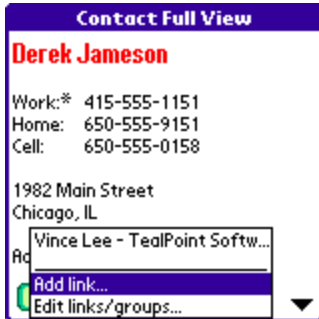 Contact Full View
Derek Jameson
Work:* 415-555-1151
Home: 650-555-9151
Cell: 650-555-0158
1982 Main Street
Chicago, IL
Vince Lee - TealPoint Softw...
Add link...
Edit links/groups...